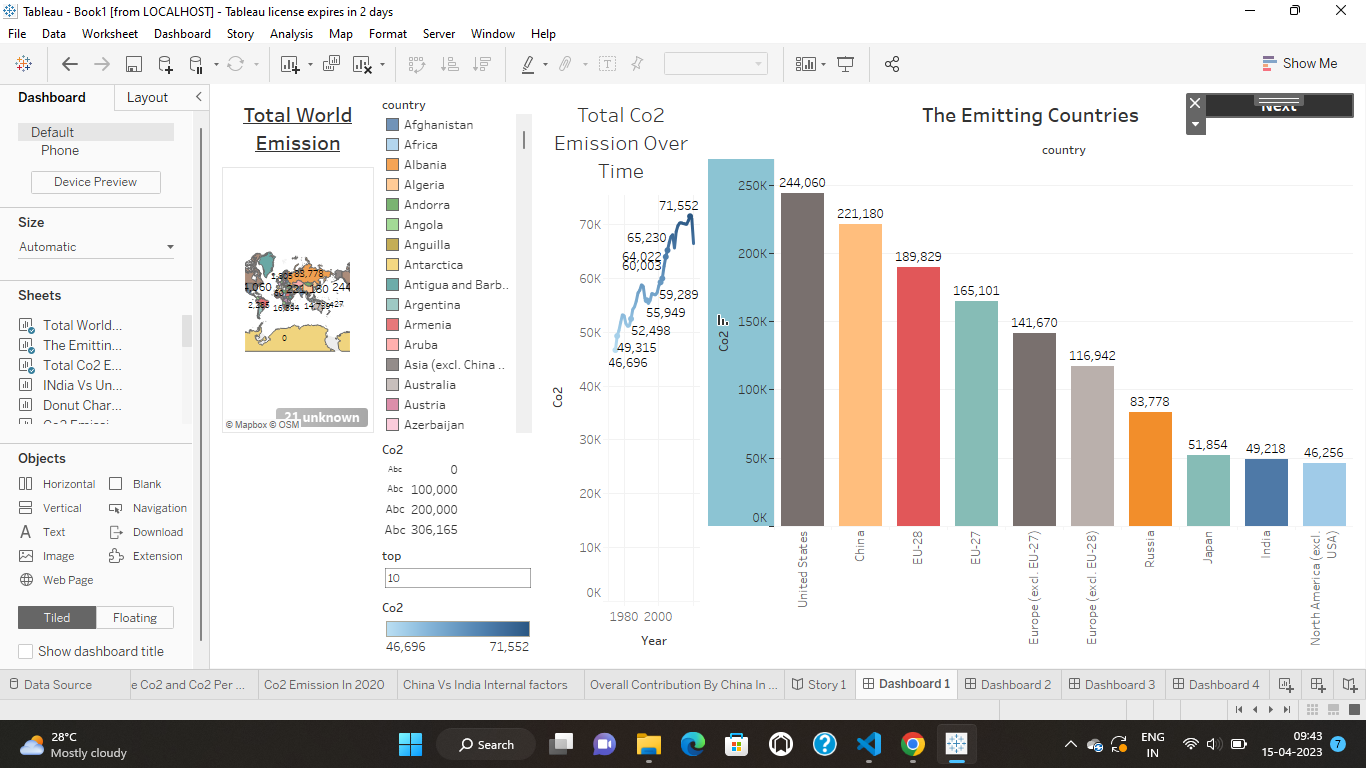 Tableau - Book1 [from LOCALHOST] - Tableau license expires in 2 days
File Data Worksheet Dashboard Story Analysis Map Format Server Window Help
Show Me
Dashboard Layout
Default
Phone
Device Preview
Size
Automatic
Sheets
Total World...
The Emittin...
Total Co2 E...
INdia Vs Un...
Donut Char...
Objects
Horizontal Blank
Vertical Navigation
Text Download
Image Extension
Web Page
Tiled Floating
Show dashboard title
Total World
Emission
83,778
2,385
16,894
0
21 unknown
© Mapbox © OSM
country
Afghanistan
Africa
Albania
Algeria
Andorra
Angola
Anguilla
Antarctica
Antigua and Barb..
Argentina
Armenia
Aruba
Asia (excl. China ..
Australia
Austria
Azerbaijan
Co2
Abc 0
Abc 100,000
Abc 200,000
Abc 306,165
top
10
Co2
46,696 71,552
Total Co2
Emission Over
Time
71,552
70K
65,230
64,022
60,003
60K
59,289
55,949
52,498
50K
49,315
46,696
40K
30K
20K
10K
0K
Co2
1980 2000
Year
The Emitting Countries
Next
country
250K
200K
150K
100K
50K
0K
Co2
244,060
221,180
189,829
165,101
141,670
116,942
83,778
51,854
49,218
46,256
United States
China
EU-28
EU-27
Europe (excl. EU-27)
Europe (excl. EU-28)
Russia
Japan
India
North America (excl.
USA)
Data Source e Co2 and Co2 Per ... Co2 Emission In 2020 China Vs India Internal factors Overall Contribution By China In ... Story 1 Dashboard 1 Dashboard 2 Dashboard 3 Dashboard 4
28°C
Mostly cloudy
Search
ENG
IN
09:43
15-04-2023
7